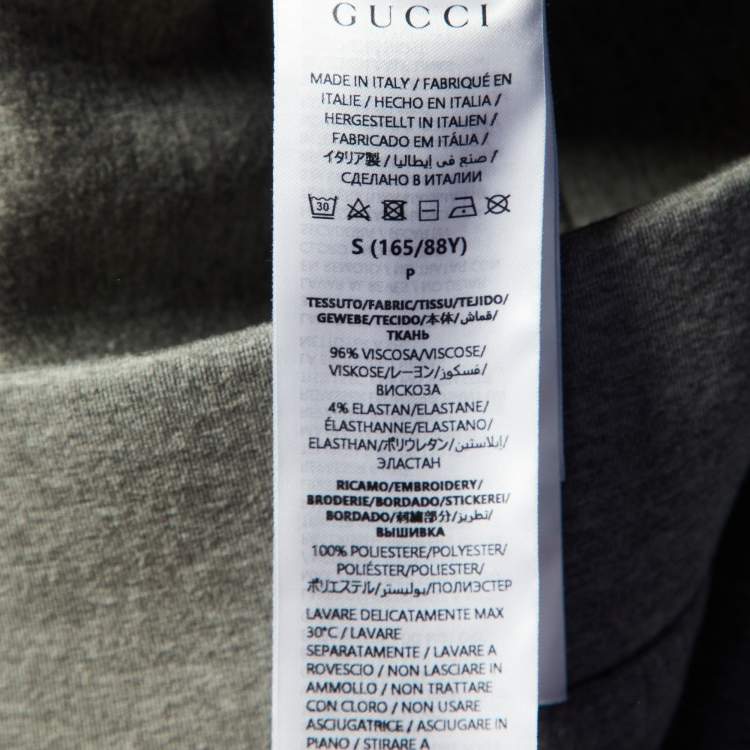 GUCCI
MADE IN ITALY / FABRIQUÉ EN
ITALIE / HECHO EN ITALIA /
HERGESTELLT IN ITALIEN /
FABRICADO EM ITÁLIA /
イタリア製 / صنع في إيطاليا /
СДЕЛАНО В ИТАЛИИ
30
S (165/88Y)
P
TESSUTO/FABRIC/TISSU/TEJIDO/
GEWEBE/TECIDO/本体/قماش/
ТКАНЬ
96% VISCOSA/VISCOSE/
VISKOSE/レーヨン/فسكوز/
ВИСКОЗА
4% ELASTAN/ELASTANE/
ÉLASTHANNE/ELASTANO/
ELASTHAN/ポリウレタン/إيلاستين/
ЭЛАСТАН
RICAMO/EMBROIDERY/
BRODERIE/BORDADO/STICKEREI/
BORDADO/刺繍部分/تطريز/
ВЫШИВКА
100% POLIESTERE/POLYESTER/
POLIÉSTER/POLIESTER/
ポリエステル/بوليستر/ПОЛИЭСТЕР
LAVARE DELICATAMENTE MAX
30°C / LAVARE
SEPARATAMENTE / LAVARE A
ROVESCIO / NON LASCIARE IN
AMMOLLO / NON TRATTARE
CON CLORO / NON USARE
ASCIUGATRICE / ASCIUGARE IN
PIANO / STIRARE A